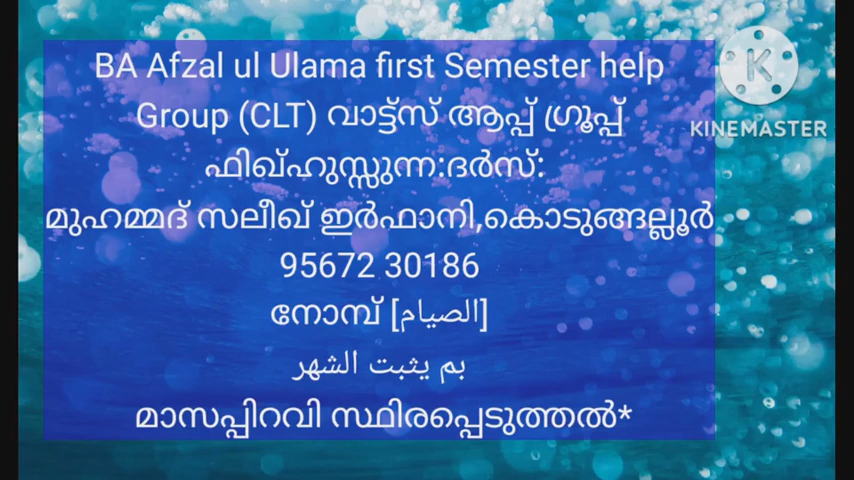 BA Afzal ul Ulama first Semester help
Group (CLT) വാട്ട്സ് ആപ്പ് ഗ്രൂപ്പ്
ഫിഖ്ഹുസ്സുന്ന:ദർസ്:
മുഹമ്മദ് സലീഖ് ഇർഫാനി,കൊടുങ്ങല്ലൂർ
95672 30186
നോമ്പ് [الصيام]
بم يثبت الشهر
മാസപ്പിറവി സ്ഥിരപ്പെടുത്തൽ*
K
KINEMASTER